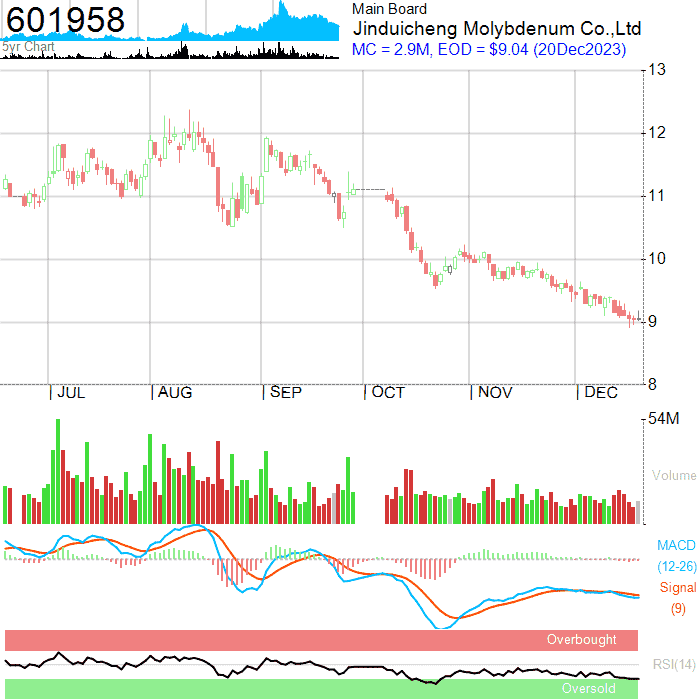 601958
5yr Chart
Main Board
Jinduicheng Molybdenum Co.,Ltd
MC = 2.9M, EOD = $9.04 (20Dec2023)
13
12
11
10
9
8
JUL
AUG
SEP
OCT
NOV
DEC
54M
Volume
MACD
(12-26)
Signal
(9)
Overbought
RSI(14)
Oversold